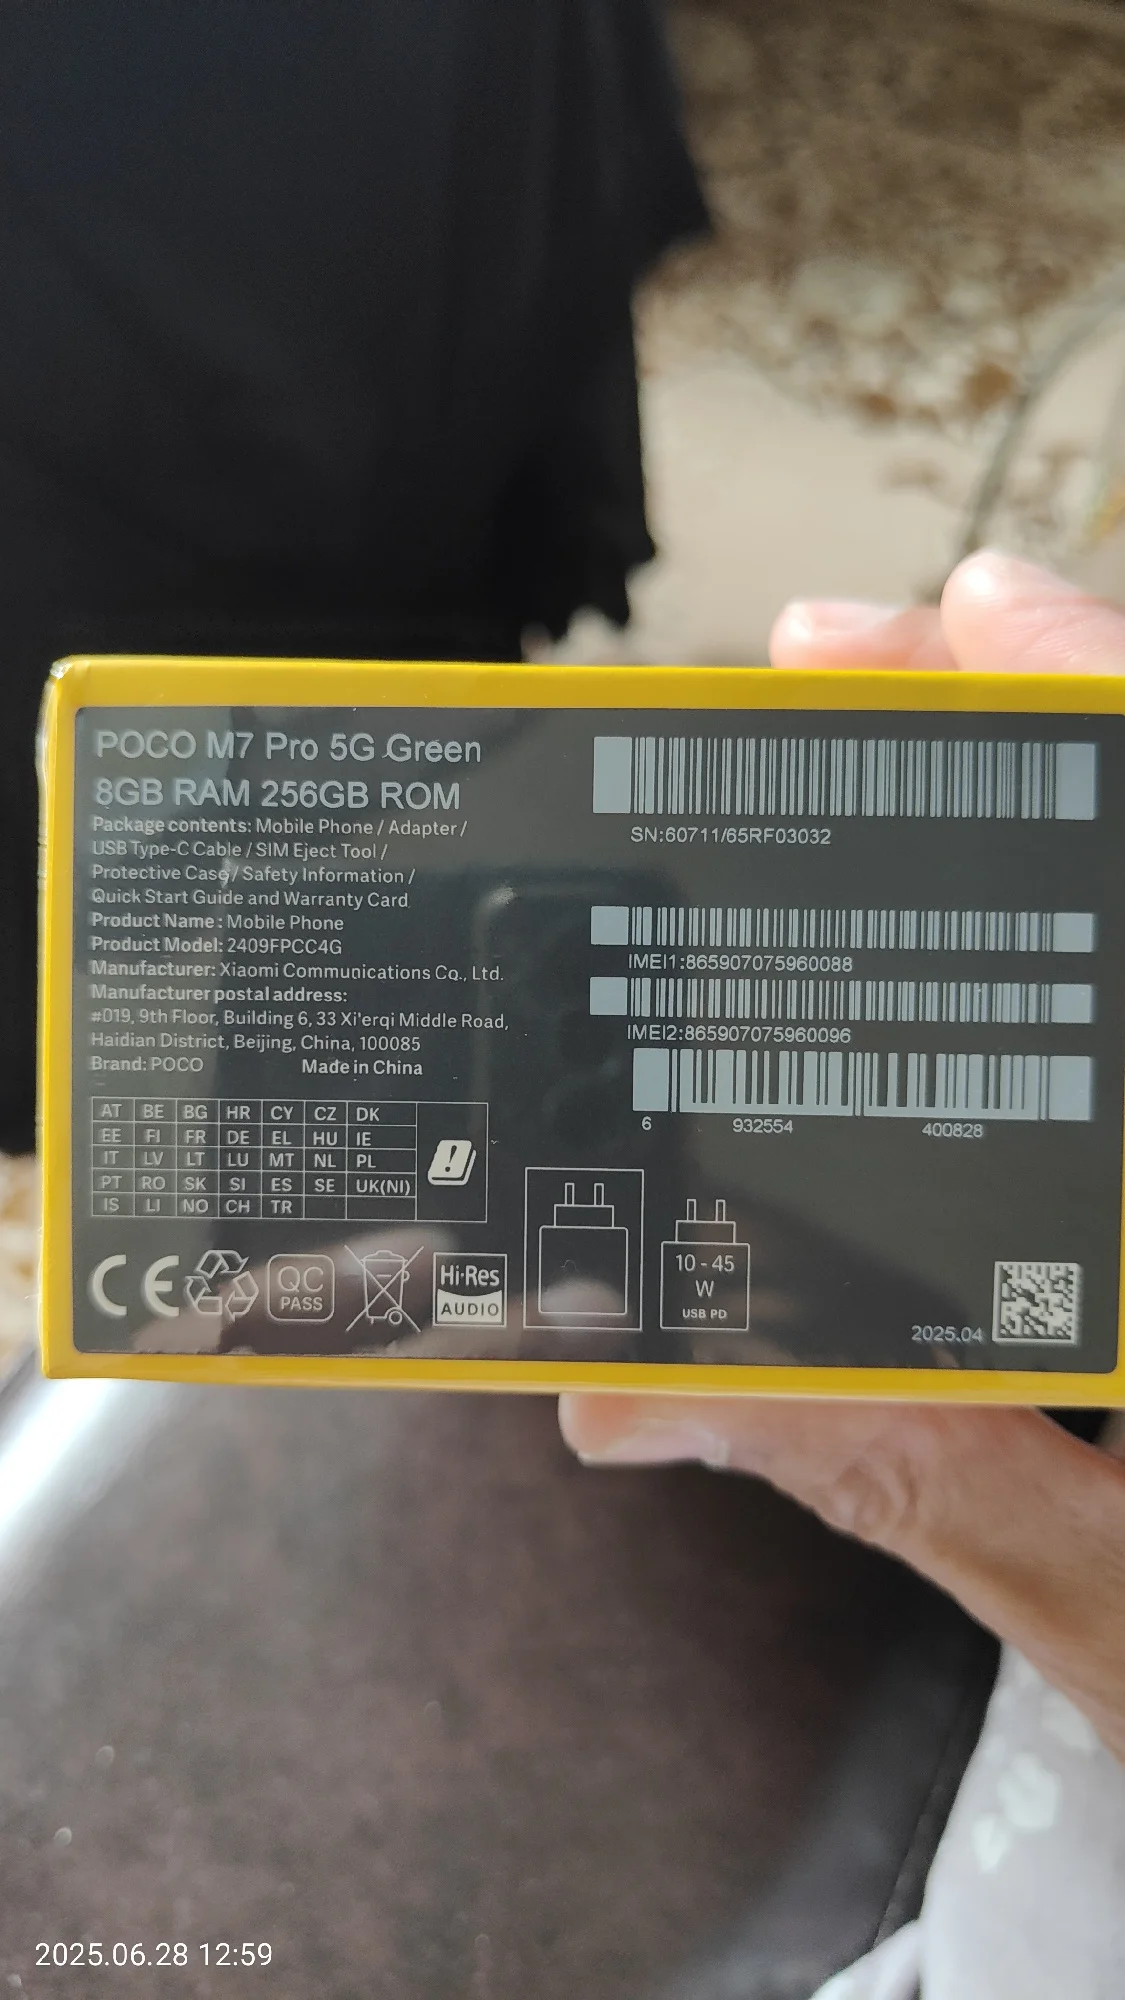 POCO M7 Pro 5G Green
8GB RAM 256GB ROM
Package contents: Mobile Phone / Adapter /
USB Type-C Cable / SIM Eject Tool /
Protective Case / Safety Information /
Quick Start Guide and Warranty Card
Product Name : Mobile Phone
Product Model: 2409FPCC4G
Manufacturer: Xiaomi Communications Co., Ltd.
Manufacturer postal address:
#019, 9th Floor, Building 6, 33 Xi'erqi Middle Road,
Haidian District, Beijing, China, 100085
Brand: POCO Made in China
AT BE BG HR CY CZ DK
EE FI FR DE EL HU IE
IT LV LT LU MT NL PL
PT RO SK SI ES SE UK(NI)
IS LI NO CH TR
CE
QC
PASS
Hi-Res
AUDIO
SN:60711/65RF03032
IMEI1:865907075960088
IMEI2:865907075960096
6 932554 400828
10 - 45
W
USB PD
2025.04
2025.06.28 12:59